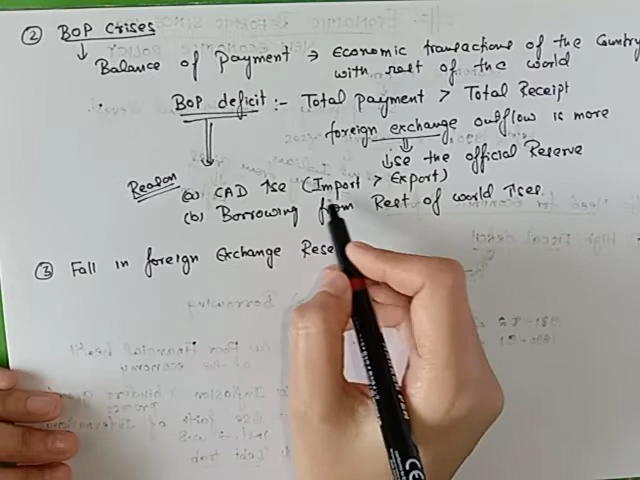 ② BOP Crises
↓
Balance of Payment → Economic transactions of the Country
with rest of the world
BOP deficit :- Total payment > Total Receipt
foreign exchange outflow is more
↓se the official Reserve
Reason
(a) CAD ↑se (Import > Export)
(b) Borrowing from Rest of world ↑ses
③ Fall in foreign Exchange